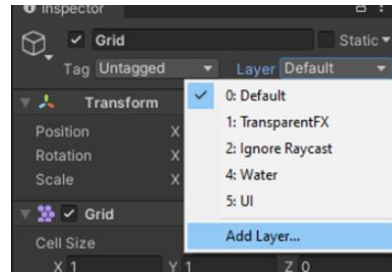 Inspector
Grid Static
Tag Untagged Layer Default
0: Default
Transform
1: TransparentFX
Position X
2: Ignore Raycast
Rotation X
4: Water
Scale X
5: UI
Grid
Add Layer...
Cell Size
X 1 Y 1 Z 0